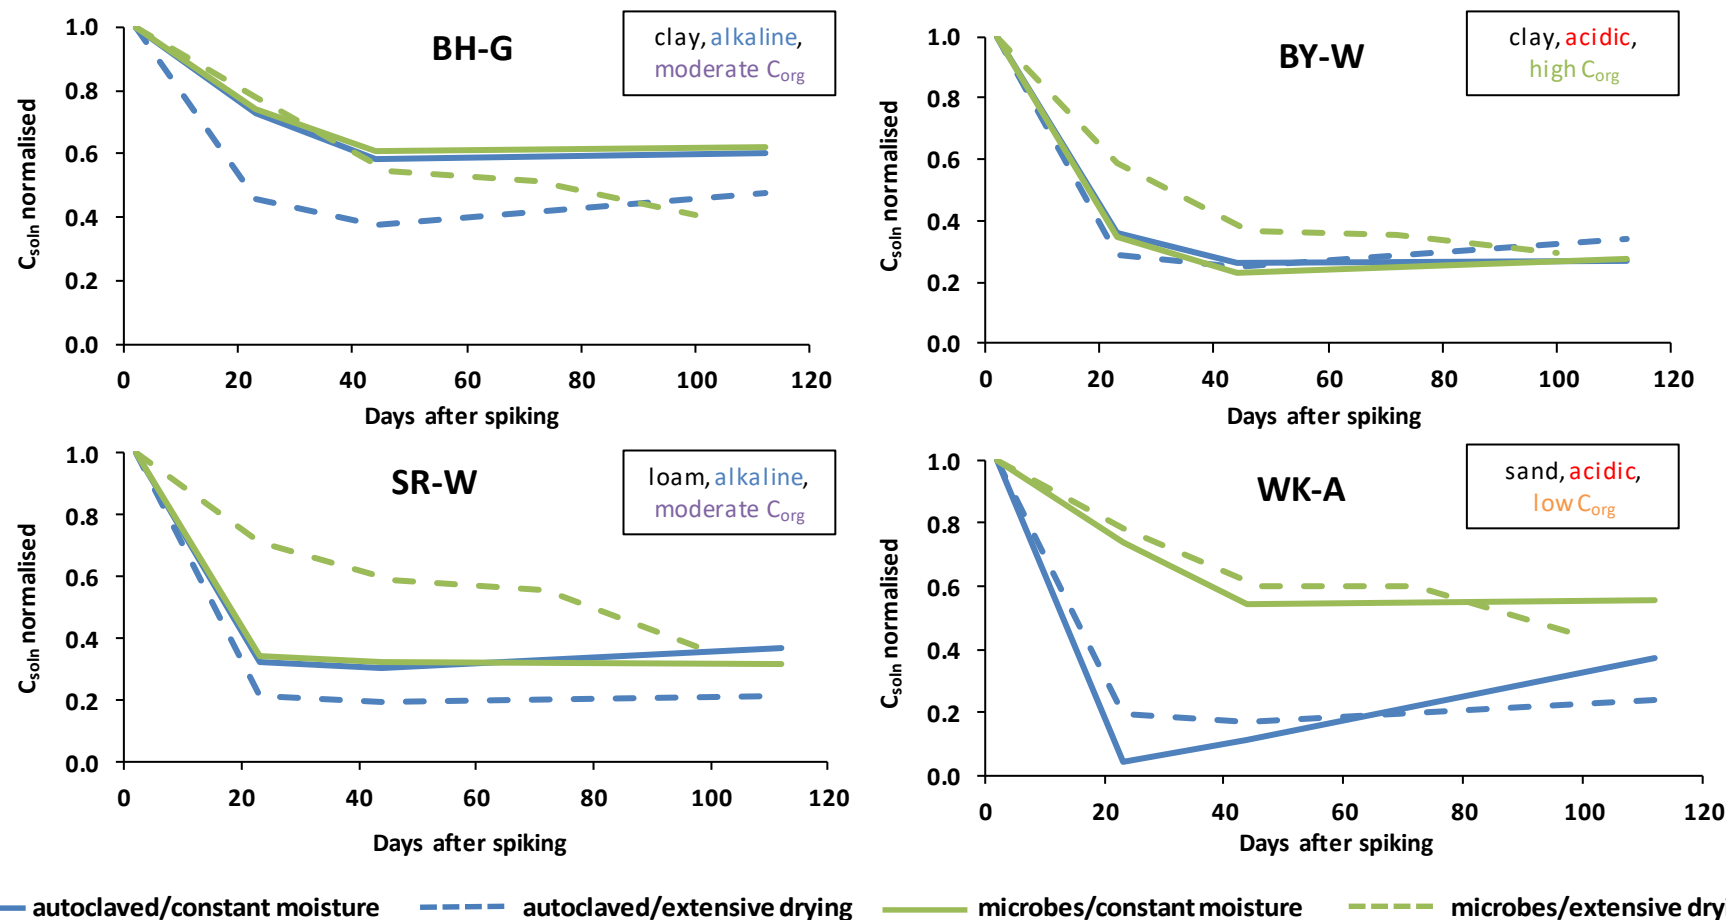 BH-G
clay, alkaline,
moderate Corg
Csoln normalised
1.0
0.8
0.6
0.4
0.2
0.0
0 20 40 60 80 100 120
Days after spiking
BY-W
clay, acidic,
high Corg
Csoln normalised
1.0
0.8
0.6
0.4
0.2
0.0
0 20 40 60 80 100 120
Days after spiking
SR-W
loam, alkaline,
moderate Corg
Csoln normalised
1.0
0.8
0.6
0.4
0.2
0.0
0 20 40 60 80 100 120
Days after spiking
WK-A
sand, acidic,
low Corg
Csoln normalised
1.0
0.8
0.6
0.4
0.2
0.0
0 20 40 60 80 100 120
Days after spiking
autoclaved/constant moisture autoclaved/extensive drying microbes/constant moisture microbes/extensive dry